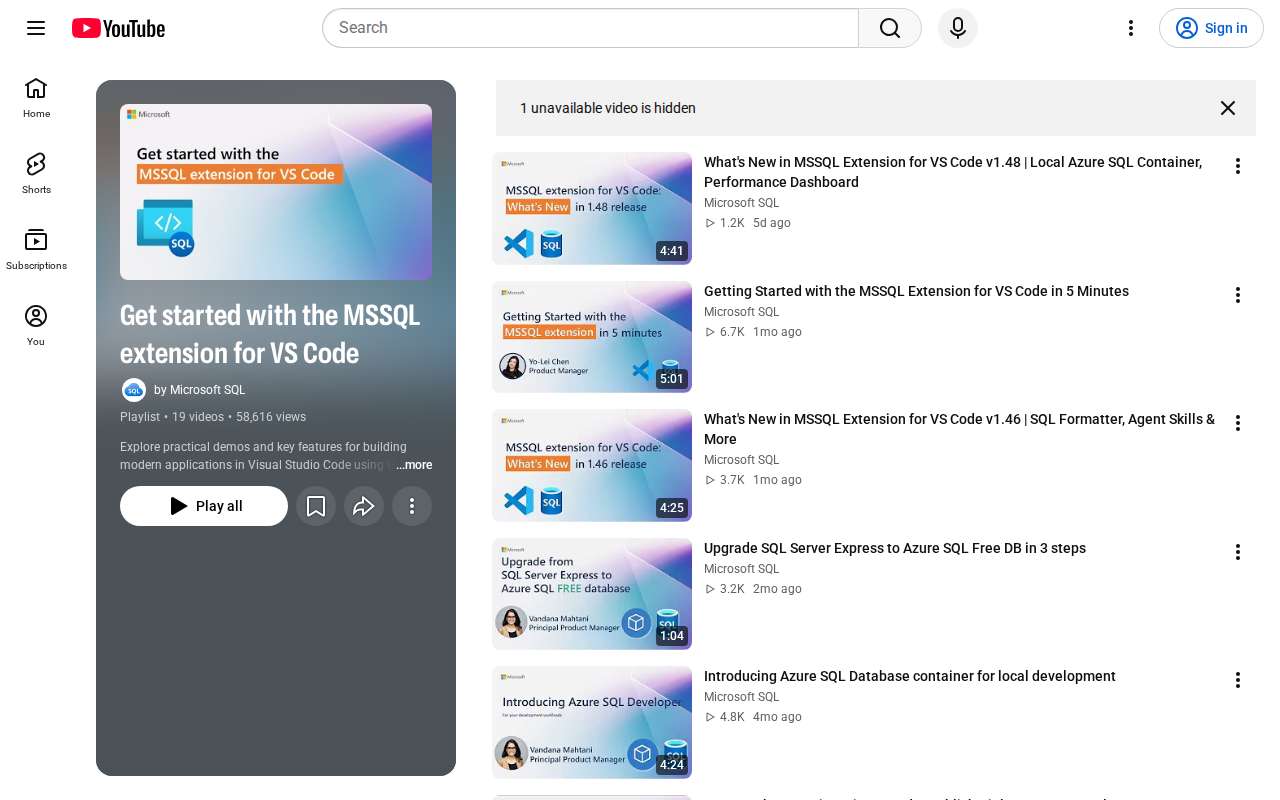 YouTube
Search
Sign in
Home
Shorts
Subscriptions
You
Microsoft
Get started with the
MSSQL extension for VS Code
SQL
Get started with the MSSQL
extension for VS Code
by Microsoft SQL
Playlist • 19 videos • 58,616 views
Explore practical demos and key features for building
modern applications in Visual Studio Code using
...more
Play all
1 unavailable video is hidden
Microsoft
MSSQL extension for VS Code:
What's New in 1.48 release
SQL
4:41
What's New in MSSQL Extension for VS Code v1.48 | Local Azure SQL Container,
Performance Dashboard
Microsoft SQL
1.2K 5d ago
Microsoft
Getting Started with the
MSSQL extension in 5 minutes
Yo-Lei Chen
Product Manager
5:01
Getting Started with the MSSQL Extension for VS Code in 5 Minutes
Microsoft SQL
6.7K 1mo ago
Microsoft
MSSQL extension for VS Code:
What's New in 1.46 release
SQL
4:25
What's New in MSSQL Extension for VS Code v1.46 | SQL Formatter, Agent Skills &
More
Microsoft SQL
3.7K 1mo ago
Microsoft
Upgrade from
SQL Server Express to
Azure SQL FREE database
Vandana Mahtani
Principal Product Manager
SQL
1:04
Upgrade SQL Server Express to Azure SQL Free DB in 3 steps
Microsoft SQL
3.2K 2mo ago
Microsoft
Introducing Azure SQL Developer
For your development workloads
Vandana Mahtani
Principal Product Manager
SQL
4:24
Introducing Azure SQL Database container for local development
Microsoft SQL
4.8K 4mo ago